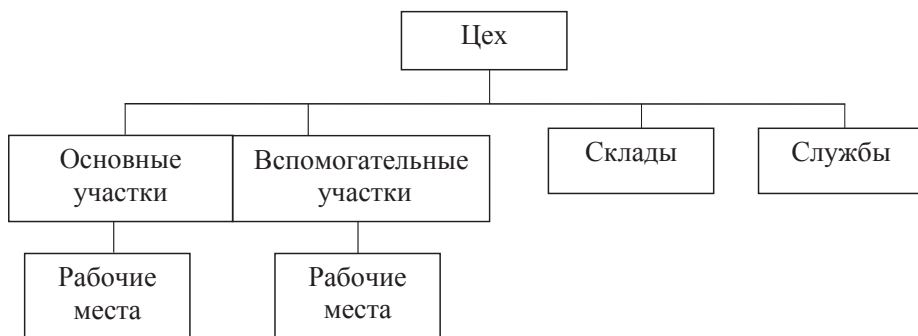 Цех
Основные
участки
Вспомогательные
участки
Склады
Службы
Рабочие
места
Рабочие
места